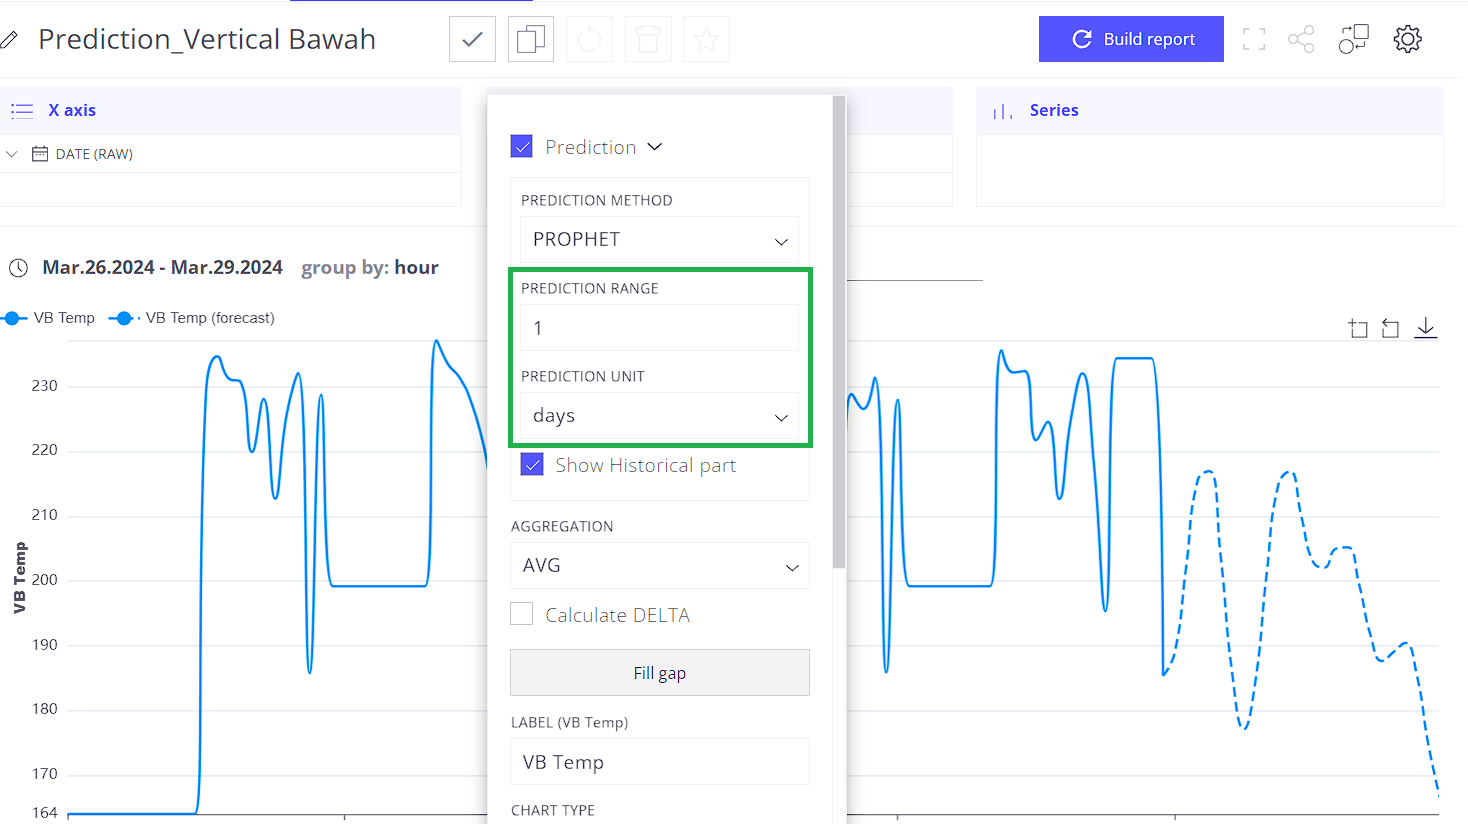 Prediction_Vertical Bawah
Build report
X axis
Series
DATE (RAW)
Prediction
PREDICTION METHOD
PROPHET
PREDICTION RANGE
1
PREDICTION UNIT
days
Show Historical part
AGGREGATION
AVG
Calculate DELTA
Fill gap
LABEL (VB Temp)
VB Temp
CHART TYPE
Mar.26.2024 - Mar.29.2024 group by: hour
VB Temp VB Temp (forecast)
VB Temp
230
220
210
200
190
180
170
164